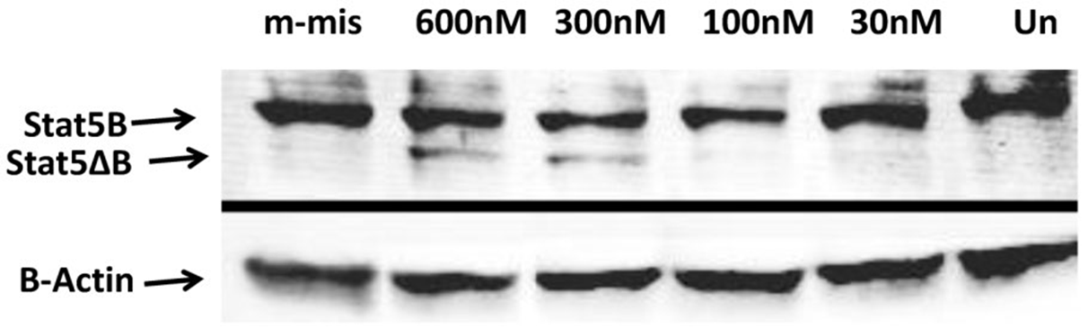 m-mis 600nM 300nM 100nM 30nM Un
Stat5B
Stat5ΔB
B-Actin